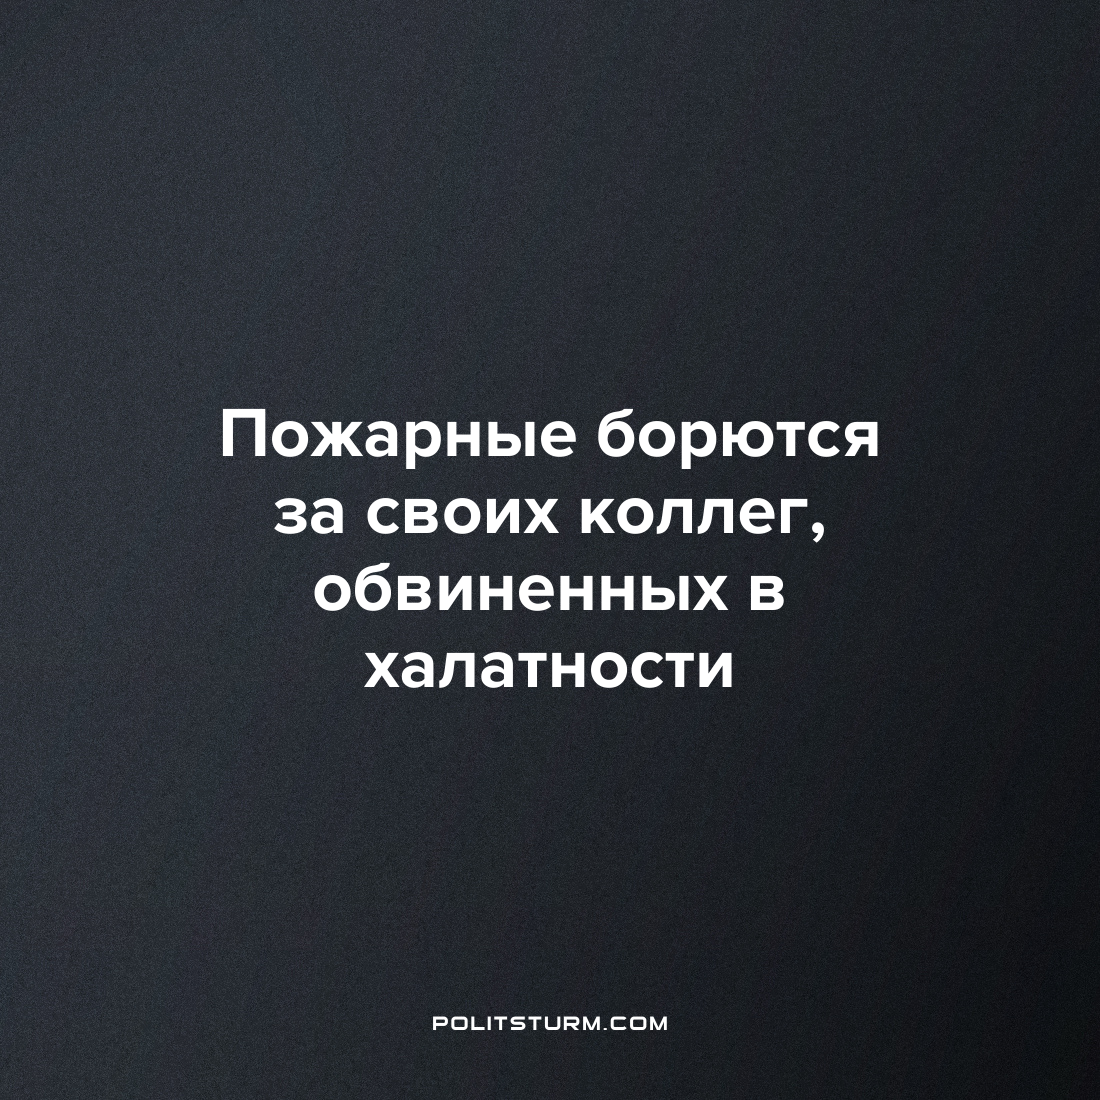 Пожарные борются
за своих коллег,
обвиненных в
халатности
POLITSTURM.COM